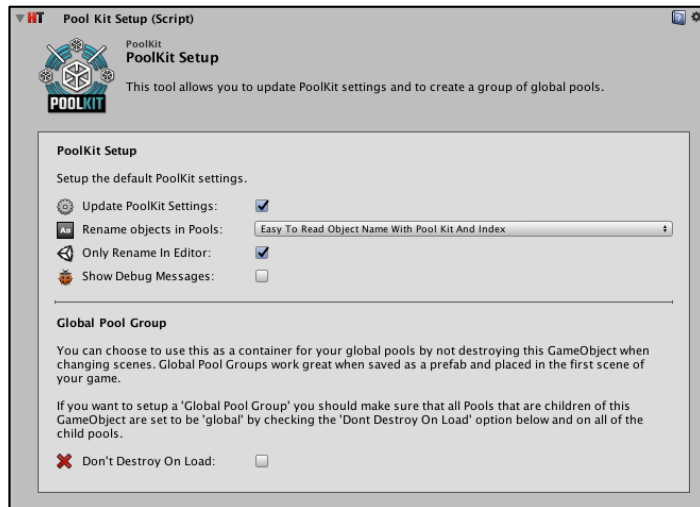 HT Pool Kit Setup (Script)
PoolKit
PoolKit Setup
This tool allows you to update PoolKit settings and to create a group of global pools.
POOLKIT
PoolKit Setup
Setup the default PoolKit settings.
Update PoolKit Settings:
Aa Rename objects in Pools: Easy To Read Object Name With Pool Kit And Index
Only Rename In Editor:
Show Debug Messages:
Global Pool Group
You can choose to use this as a container for your global pools by not destroying this GameObject when
changing scenes. Global Pool Groups work great when saved as a prefab and placed in the first scene of
your game.
If you want to setup a 'Global Pool Group' you should make sure that all Pools that are children of this
GameObject are set to be 'global' by checking the 'Dont Destroy On Load' option below and on all of the
child pools.
Don't Destroy On Load: